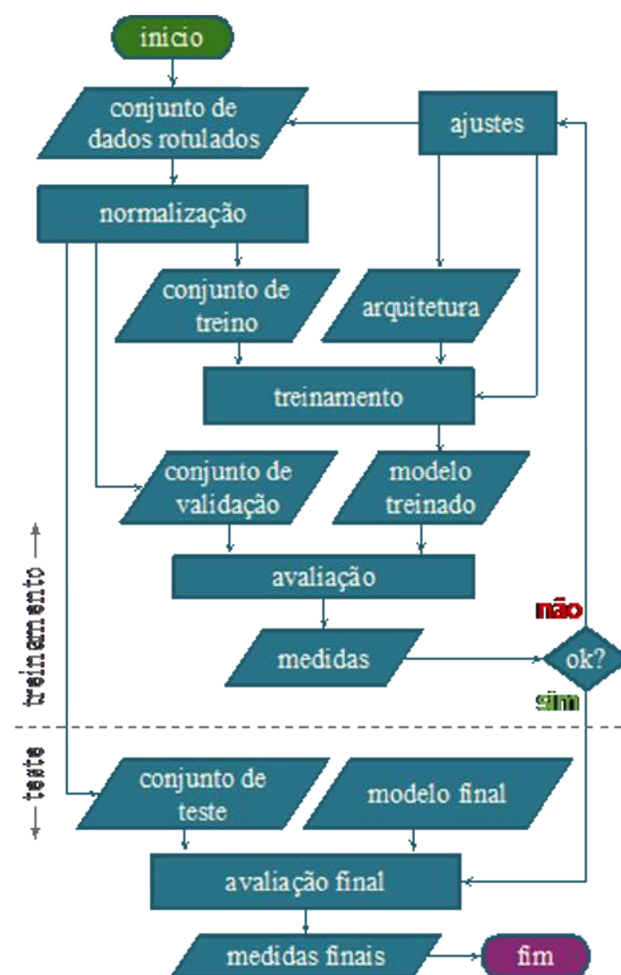 início
conjunto de
dados rotulados
ajustes
normalização
conjunto de
treino
arquitetura
treinamento
conjunto de
validação
modelo
treinado
avaliação
não
medidas
ok?
sim
treinamento
teste
conjunto de
teste
modelo final
avaliação final
medidas finais
fim